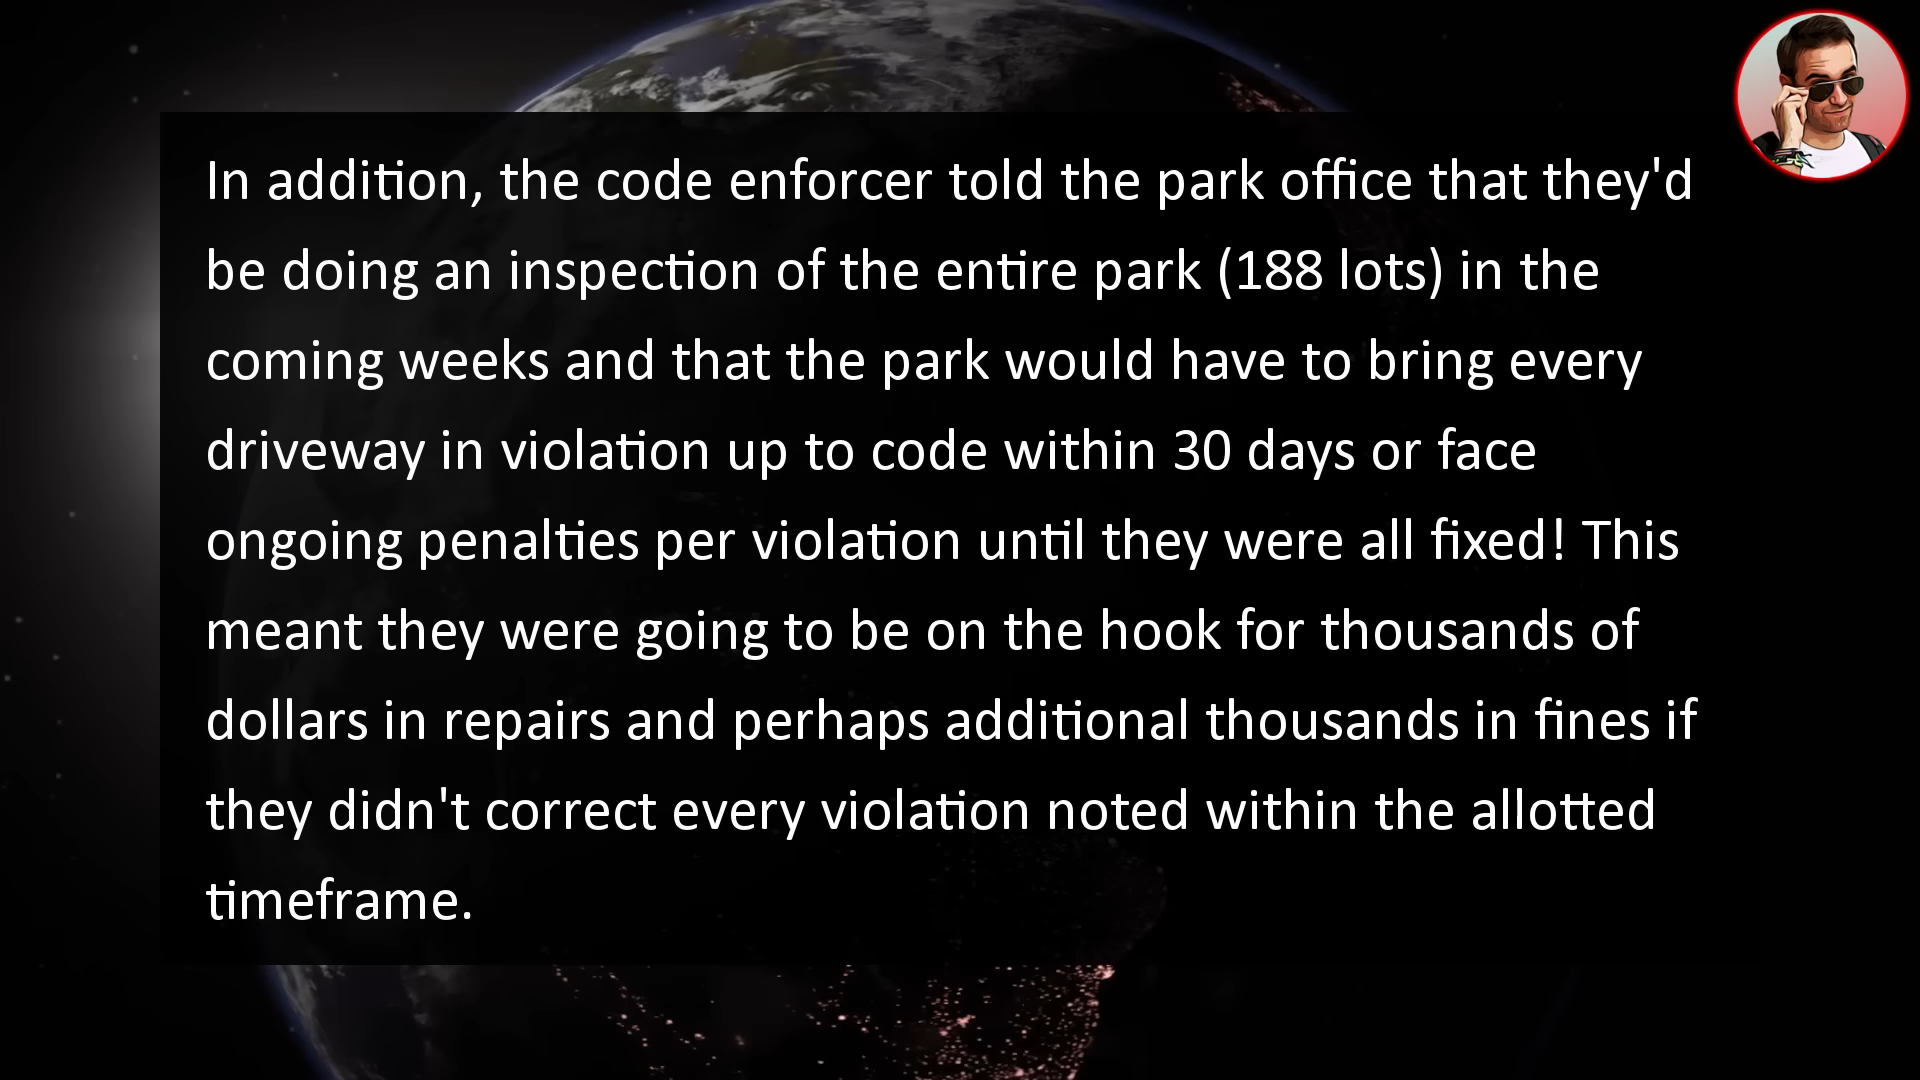 In addition, the code enforcer told the park office that they'd
be doing an inspection of the entire park (188 lots) in the
coming weeks and that the park would have to bring every
driveway in violation up to code within 30 days or face
ongoing penalties per violation until they were all fixed! This
meant they were going to be on the hook for thousands of
dollars in repairs and perhaps additional thousands in fines if
they didn't correct every violation noted within the allotted
timeframe.